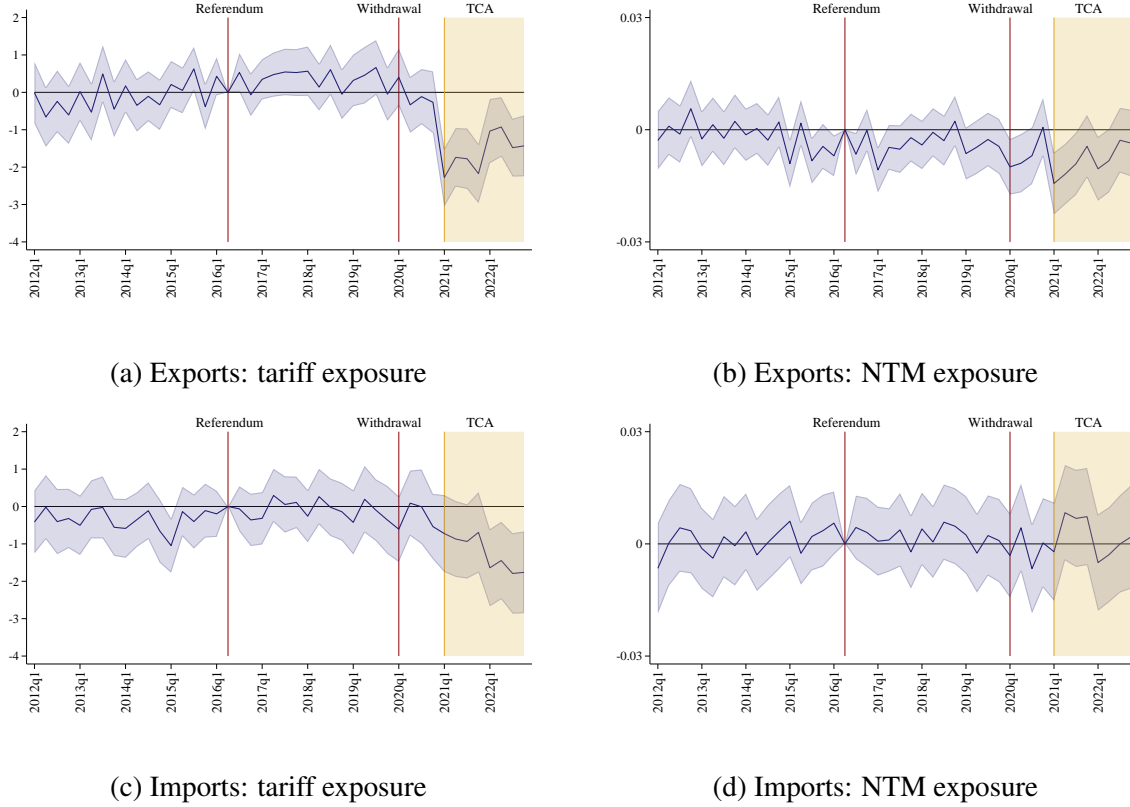 Referendum Withdrawal TCA
2
1
0
-1
-2
-3
-4
2012q1 2013q1 2014q1 2015q1 2016q1 2017q1 2018q1 2019q1 2020q1 2021q1 2022q1
(a) Exports: tariff exposure
Referendum Withdrawal TCA
0.03
0
-0.03
2012q1 2013q1 2014q1 2015q1 2016q1 2017q1 2018q1 2019q1 2020q1 2021q1 2022q1
(b) Exports: NTM exposure
Referendum Withdrawal TCA
2
1
0
-1
-2
-3
-4
2012q1 2013q1 2014q1 2015q1 2016q1 2017q1 2018q1 2019q1 2020q1 2021q1 2022q1
(c) Imports: tariff exposure
Referendum Withdrawal TCA
0.03
0
-0.03
2012q1 2013q1 2014q1 2015q1 2016q1 2017q1 2018q1 2019q1 2020q1 2021q1 2022q1
(d) Imports: NTM exposure